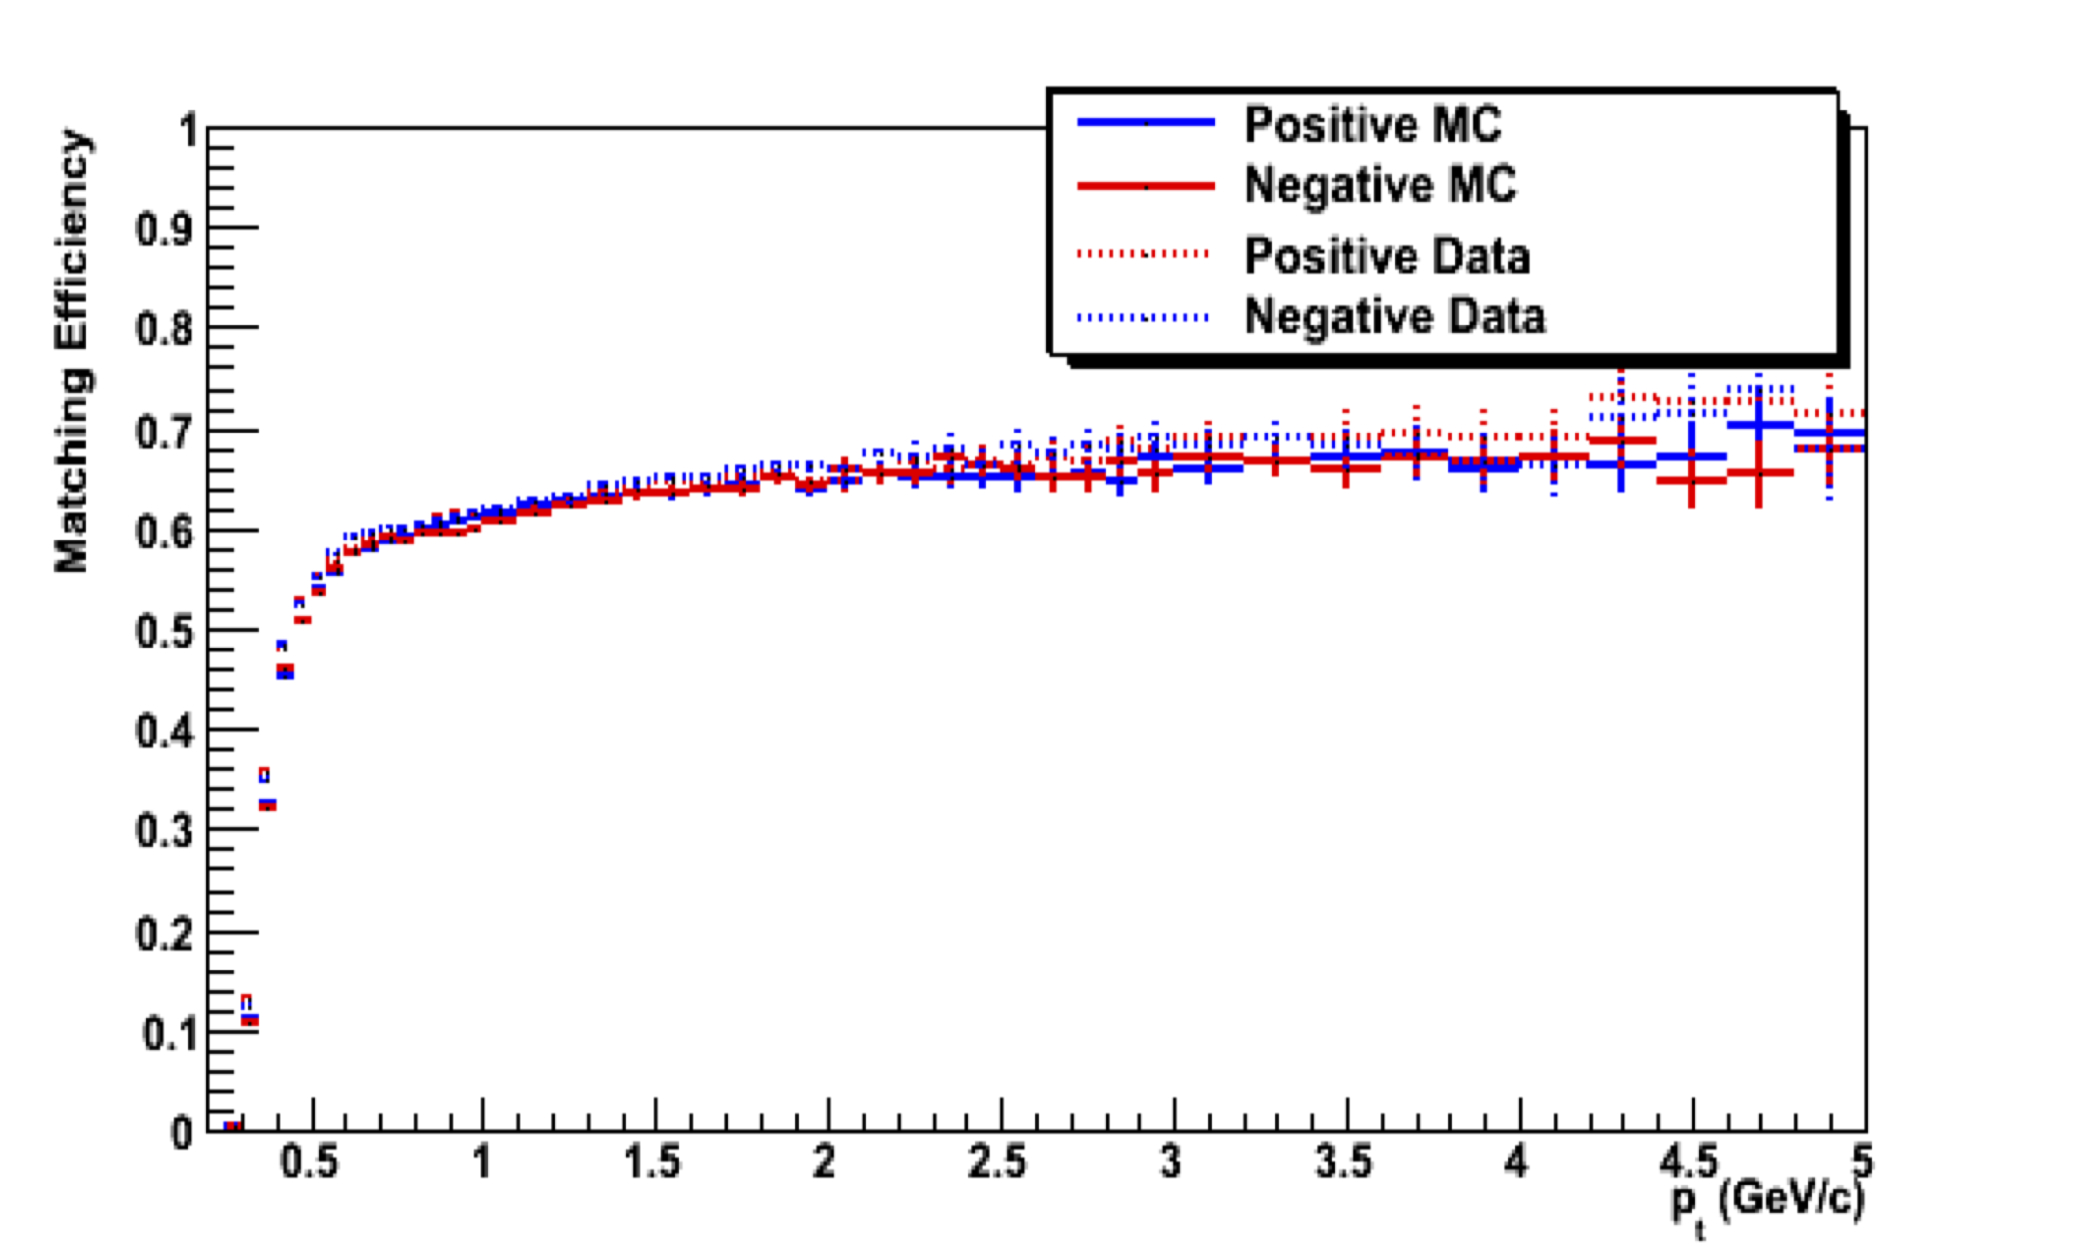 Positive MC
Negative MC
Positive Data
Negative Data
Matching Efficiency
1
0.9
0.8
0.7
0.6
0.5
0.4
0.3
0.2
0.1
0
0.5 1 1.5 2 2.5 3 3.5 4 4.5 5
pt (GeV/c)